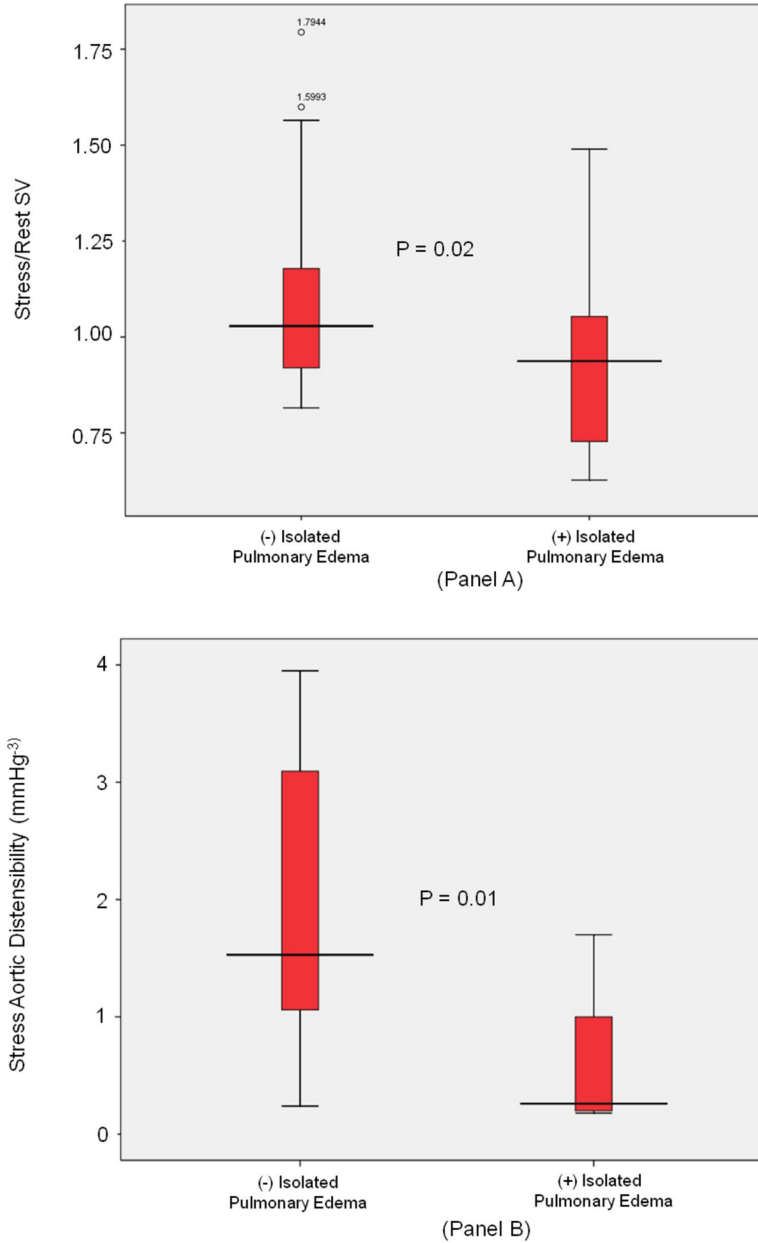 1.7944
1.75
1.5993
1.50
1.25
P = 0.02
1.00
0.75
Stress/Rest SV
(-) Isolated
Pulmonary Edema
(+) Isolated
Pulmonary Edema
(Panel A)
4
3
2
P = 0.01
1
0
Stress Aortic Distensibility (mmHg⁻³)
(-) Isolated
Pulmonary Edema
(+) Isolated
Pulmonary Edema
(Panel B)